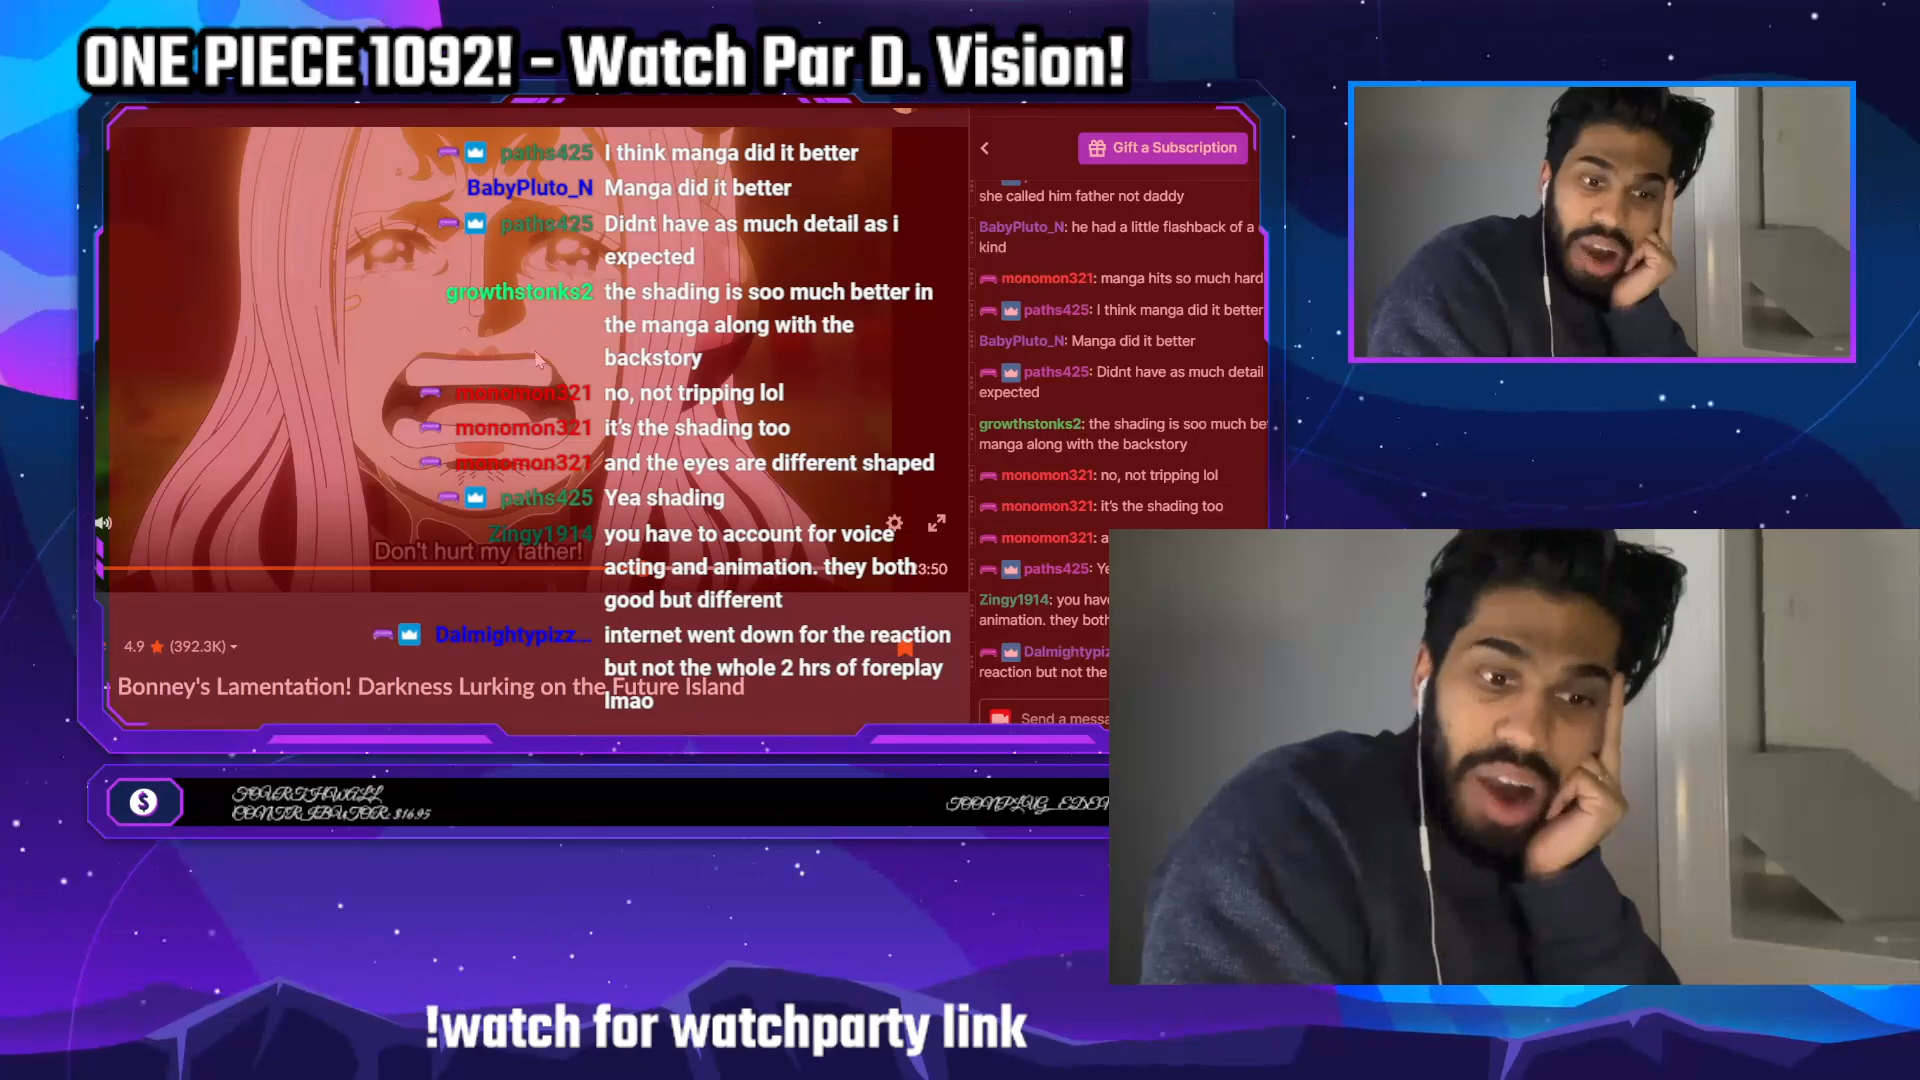 ONE PIECE 1092! - Watch Par D. Vision!
paths425 I think manga did it better
BabyPluto_N Manga did it better
paths425 Didnt have as much detail as i
expected
growthstonks2 the shading is soo much better in
the manga along with the
backstory
monomon321 no, not tripping lol
monomon321 it's the shading too
monomon321 and the eyes are different shaped
paths425 Yea shading
Zingy1914 you have to account for voice
acting and animation. they both
good but different
Dalmightypizz... internet went down for the reaction
but not the whole 2 hrs of foreplay
lmao
Don't hurt my father!
3:50
4.9 (392.3K)
Bonney's Lamentation! Darkness Lurking on the Future Island
Gift a Subscription
she called him father not daddy
BabyPluto_N: he had a little flashback of a
kind
monomon321: manga hits so much hard
paths425: I think manga did it better
BabyPluto_N: Manga did it better
paths425: Didnt have as much detail
expected
growthstonks2: the shading is soo much be
manga along with the backstory
monomon321: no, not tripping lol
monomon321: it's the shading too
monomon321: a
paths425: Ye
Zingy1914: you hav
animation. they both
Dalmightypi
reaction but not the
Send a messa
$
FOURTHWALL
CONTRIBUTOR: $16.95
TOONPLUG_EDEN
!watch for watchparty link